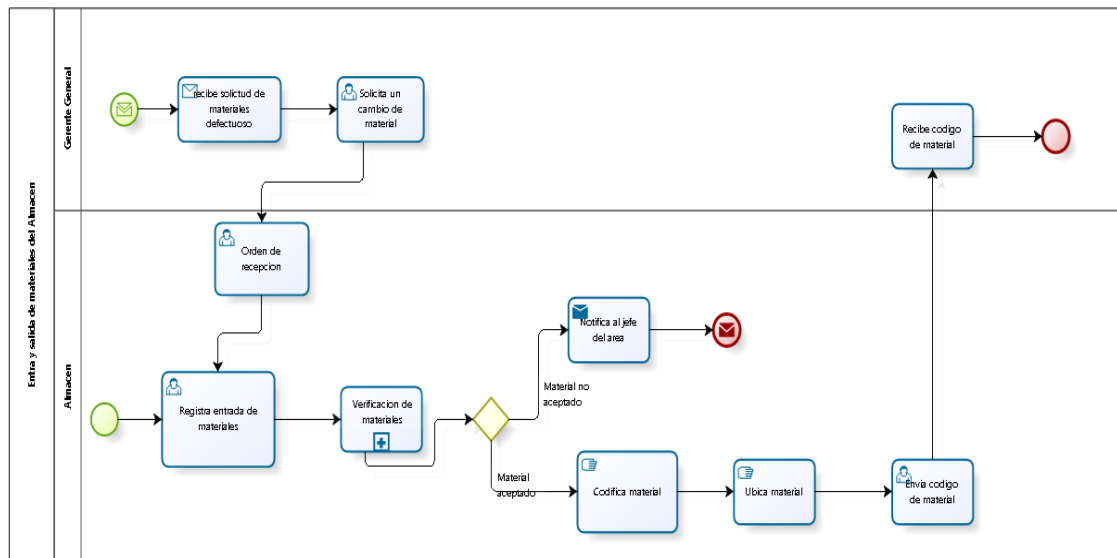 Entra y salida de materiales del Almacen
Gerente General
recibe solictud de
materiales
defectuoso
Solicita un
cambio de
material
Recibe codigo
de material
Almacen
Orden de
recepcion
Notifica al jefe
del area
Material no
aceptado
Registra entrada de
materiales
Verificacion de
materiales
Material
aceptado
Codifica material
Ubica material
Envia codigo
de material